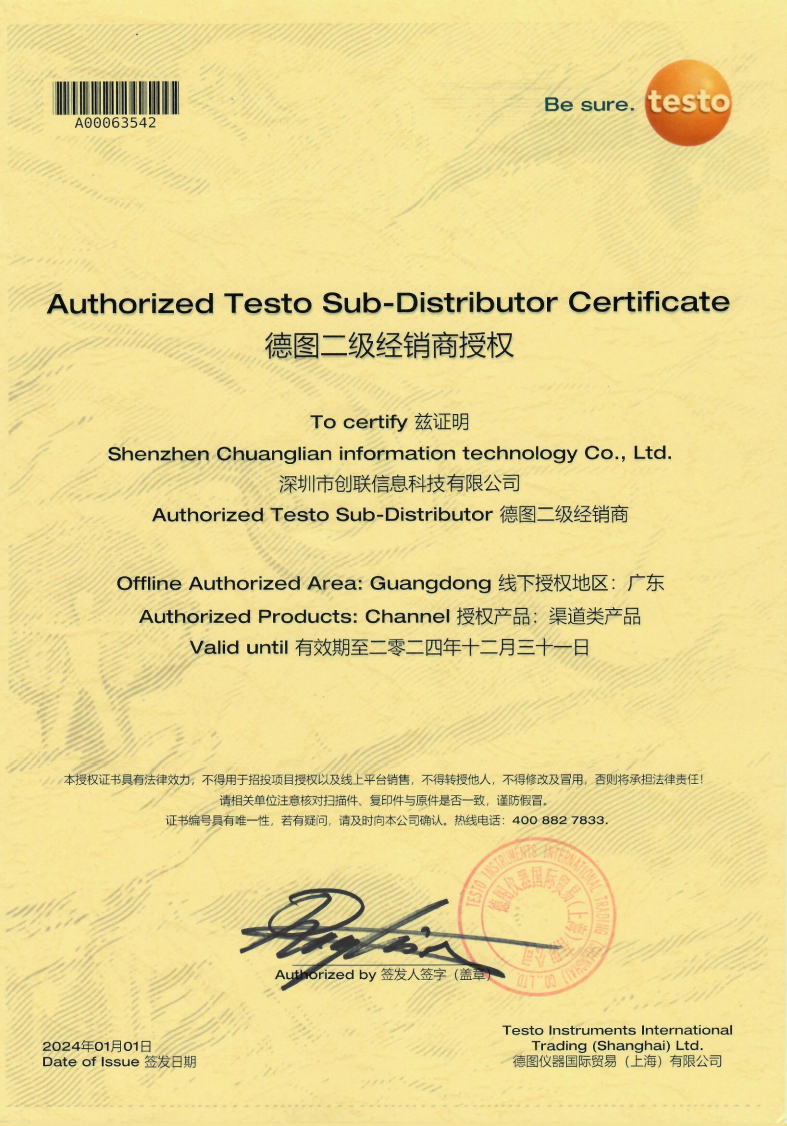 A00063542
Be sure. testo
Authorized Testo Sub-Distributor Certificate
德图二级经销商授权
To certify 兹证明
Shenzhen Chuanglian information technology Co., Ltd.
深圳市创联信息科技有限公司
Authorized Testo Sub-Distributor 德图二级经销商
Offline Authorized Area: Guangdong 线下授权地区：广东
Authorized Products: Channel 授权产品：渠道类产品
Valid until 有效期至二零二四年十二月三十一日
本授权证书具有法律效力，不得用于招投项目授权以及线上平台销售，不得转授他人，不得修改及冒用，否则将承担法律责任！
请相关单位注意核对扫描件、复印件与原件是否一致，谨防假冒。
证书编号具有唯一性，若有疑问，请及时向本公司确认。热线电话：400 882 7833.
TESTO INSTRUMENTS INTERNATIONAL TRADING (SHANGHAI) CO., LTD.
Authorized by 签发人签字（盖章）
2024年01月01日
Date of Issue 签发日期
Testo Instruments International
Trading (Shanghai) Ltd.
德图仪器国际贸易（上海）有限公司